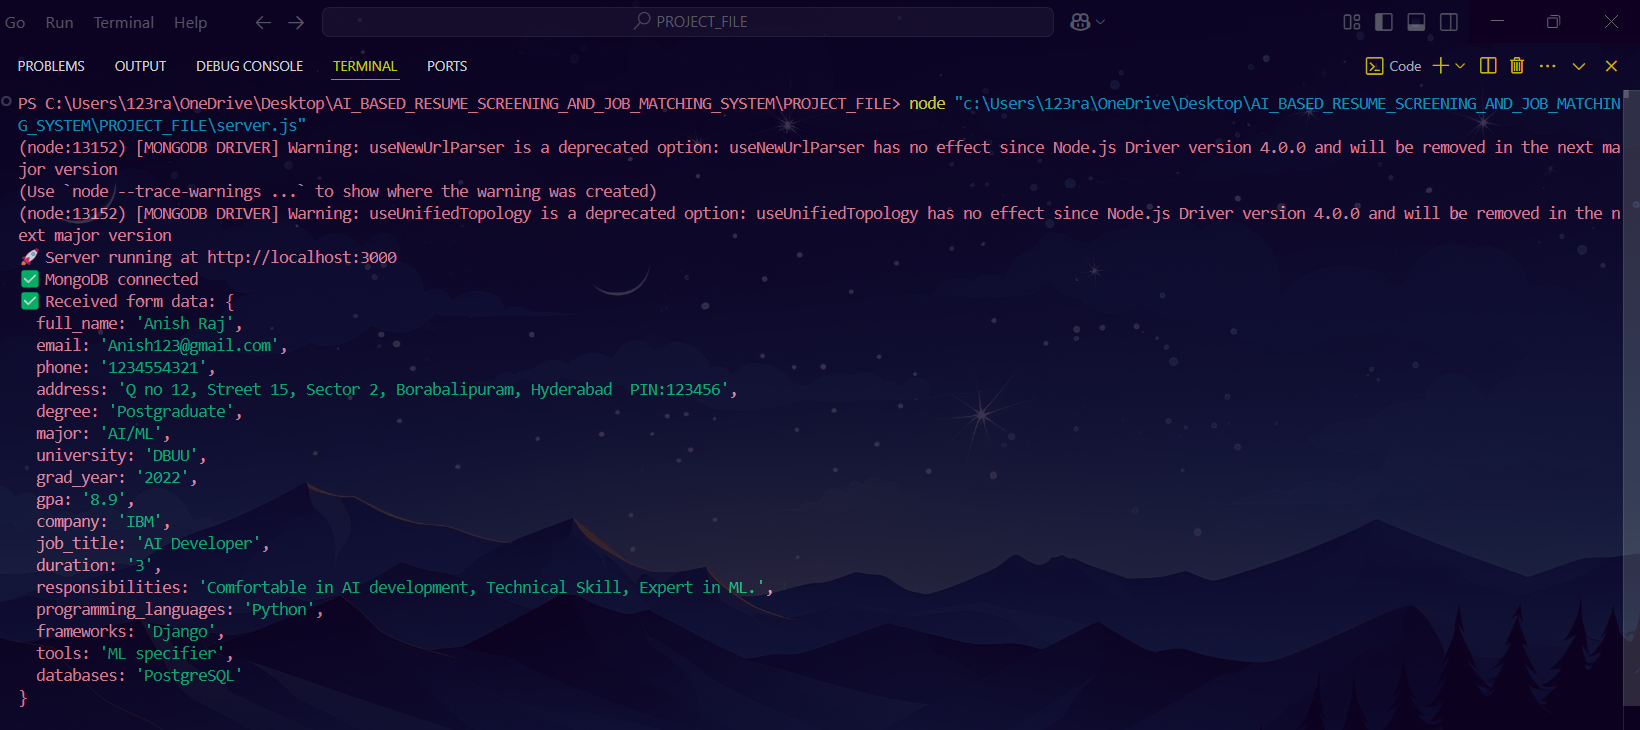 Go Run Terminal Help PROJECT_FILE
PROBLEMS OUTPUT DEBUG CONSOLE TERMINAL PORTS Code
PS C:\Users\123ra\OneDrive\Desktop\AI_BASED_RESUME_SCREENING_AND_JOB_MATCHING_SYSTEM\PROJECT_FILE> node "c:\Users\123ra\OneDrive\Desktop\AI_BASED_RESUME_SCREENING_AND_JOB_MATCHIN
G_SYSTEM\PROJECT_FILE\server.js"
(node:13152) [MONGODB DRIVER] Warning: useNewUrlParser is a deprecated option: useNewUrlParser has no effect since Node.js Driver version 4.0.0 and will be removed in the next ma
jor version
(Use `node --trace-warnings ...` to show where the warning was created)
(node:13152) [MONGODB DRIVER] Warning: useUnifiedTopology is a deprecated option: useUnifiedTopology has no effect since Node.js Driver version 4.0.0 and will be removed in the n
ext major version
🚀 Server running at http://localhost:3000
✅ MongoDB connected
✅ Received form data: {
  full_name: 'Anish Raj',
  email: 'Anish123@gmail.com',
  phone: '1234554321',
  address: 'Q no 12, Street 15, Sector 2, Borabalipuram, Hyderabad  PIN:123456',
  degree: 'Postgraduate',
  major: 'AI/ML',
  university: 'DBUU',
  grad_year: '2022',
  gpa: '8.9',
  company: 'IBM',
  job_title: 'AI Developer',
  duration: '3',
  responsibilities: 'Comfortable in AI development, Technical Skill, Expert in ML.',
  programming_languages: 'Python',
  frameworks: 'Django',
  tools: 'ML specifier',
  databases: 'PostgreSQL'
}